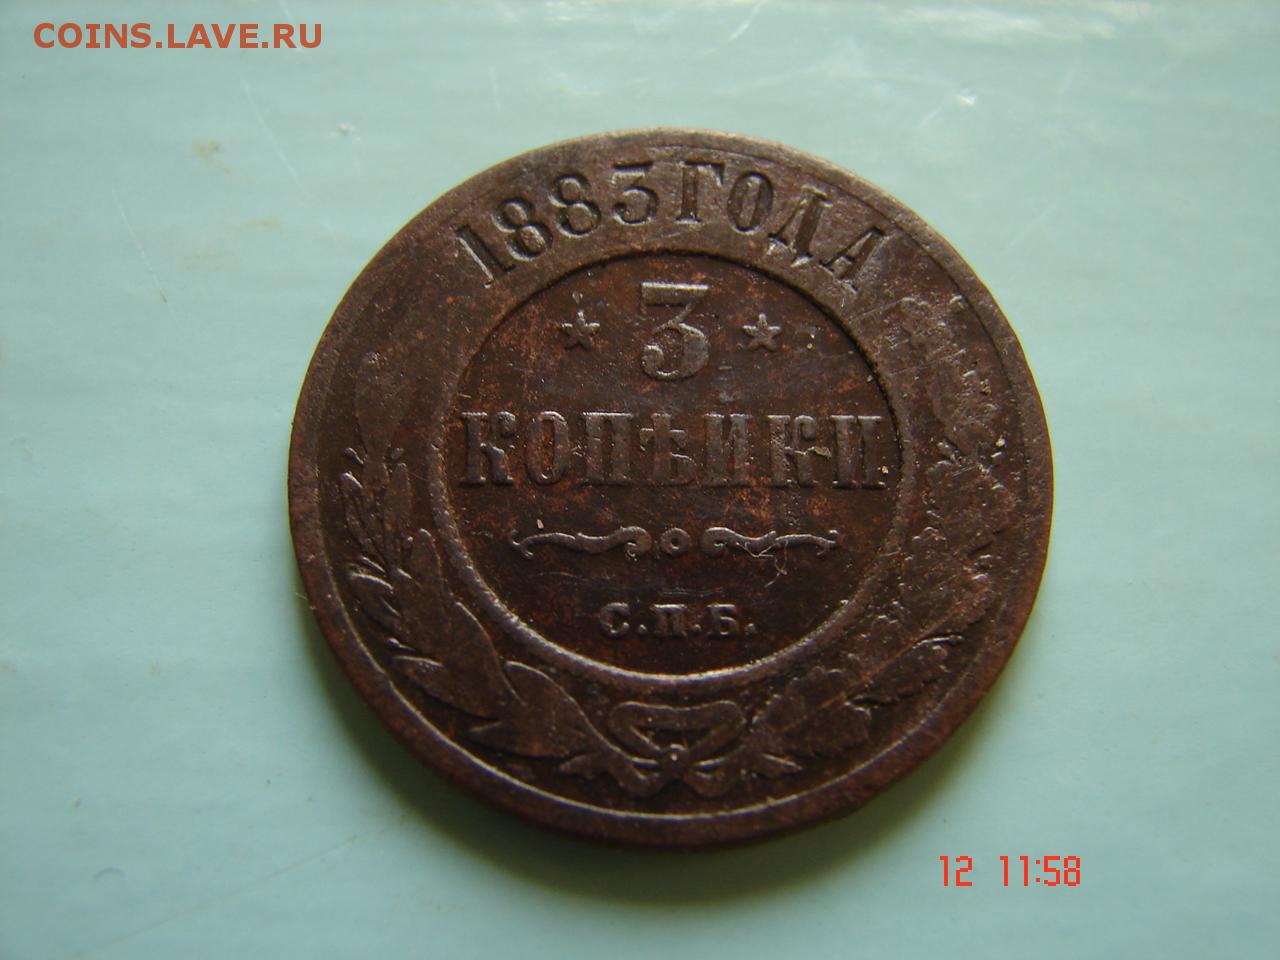 COINS.LAVE.RU
1883 ГОДА
3
КОПѢЙКИ
С.П.Б.
12 11:58